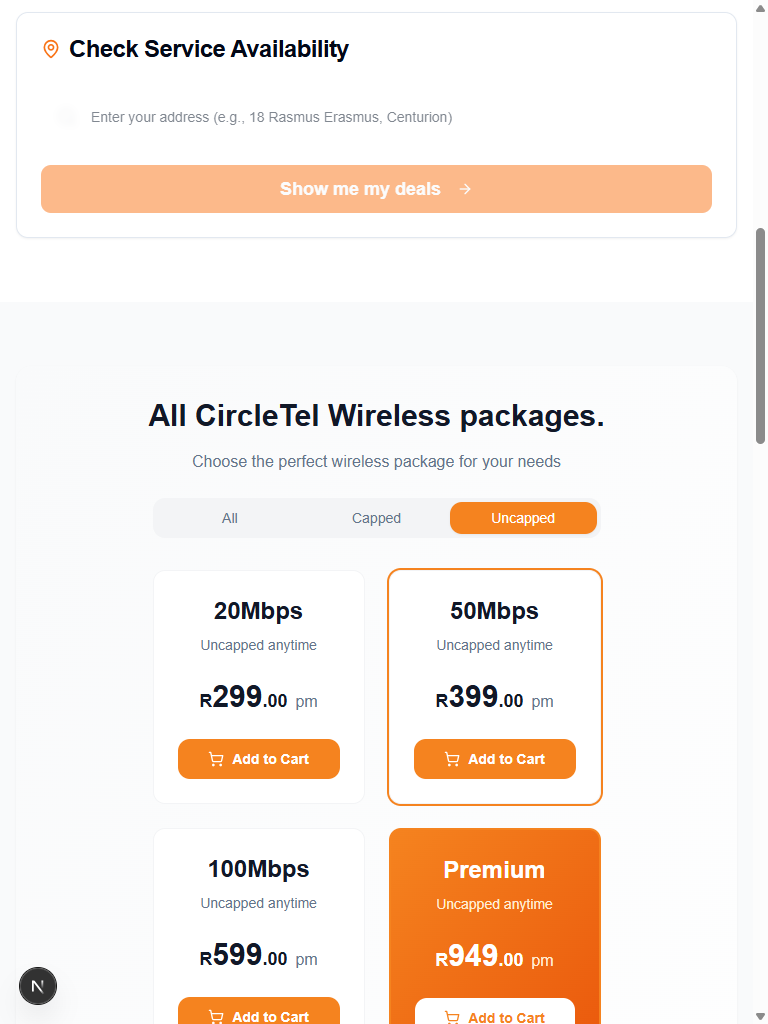 Check Service Availability
Enter your address (e.g., 18 Rasmus Erasmus, Centurion)
Show me my deals →
All CircleTel Wireless packages.
Choose the perfect wireless package for your needs
All Capped Uncapped
20Mbps
Uncapped anytime
R299.00 pm
Add to Cart
50Mbps
Uncapped anytime
R399.00 pm
Add to Cart
100Mbps
Uncapped anytime
R599.00 pm
Add to Cart
Premium
Uncapped anytime
R949.00 pm
Add to Cart
N